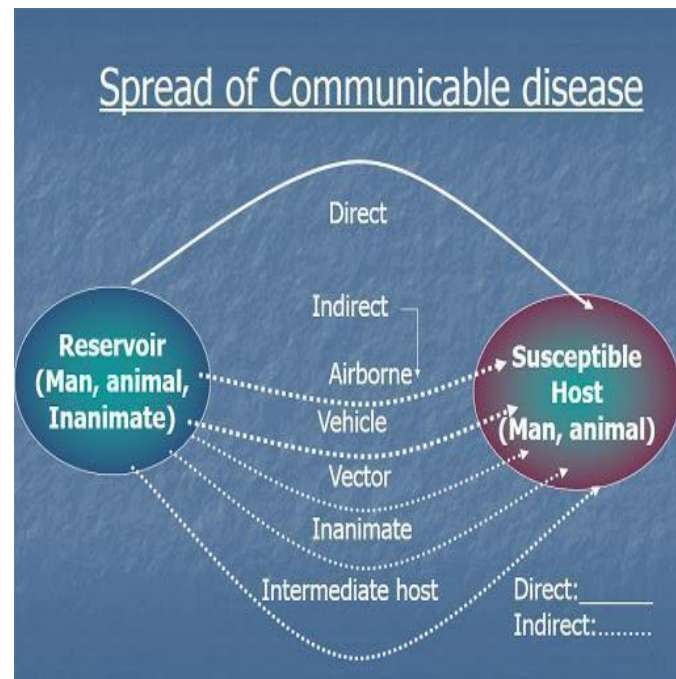 Spread of Communicable disease
Direct
Indirect
Reservoir
(Man, animal,
Inanimate)
Airborne
Vehicle
Vector
Inanimate
Intermediate host
Susceptible
Host
(Man, animal)
Direct:______
Indirect:.........